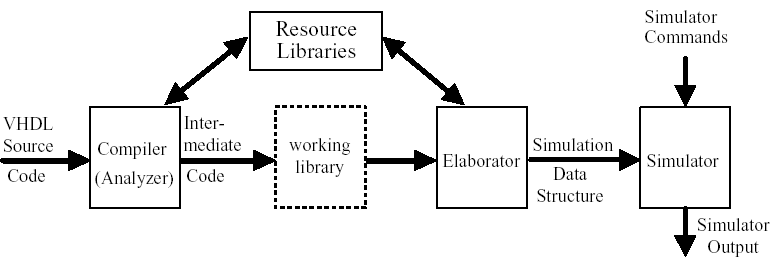 Resource
Libraries
Simulator
Commands
VHDL
Source
Code
Compiler
(Analyzer)
Inter-
mediate
Code
working
library
Elaborator
Simulation
Data
Structure
Simulator
Simulator
Output